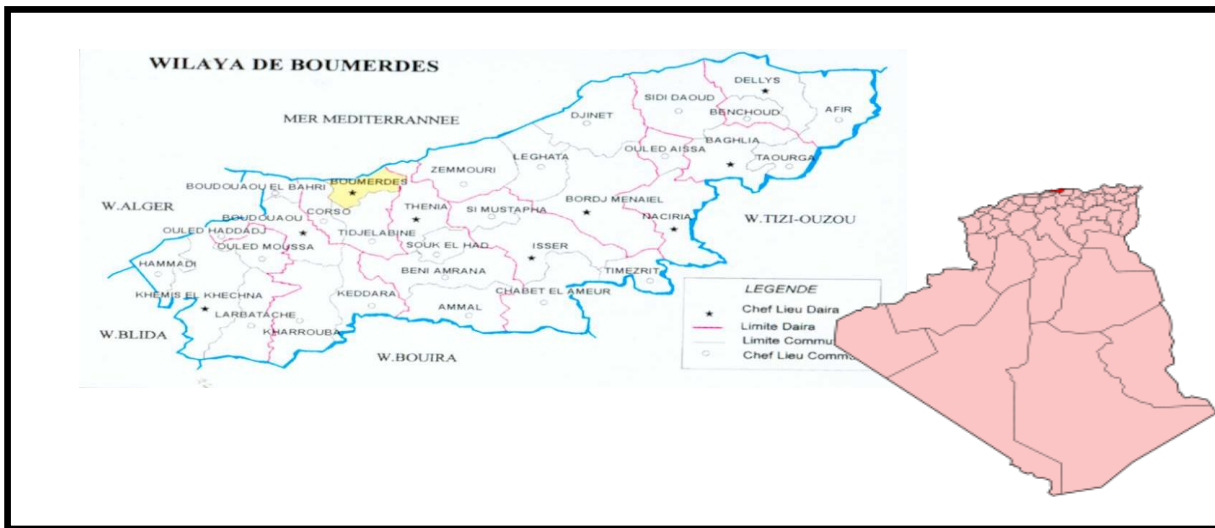 WILAYA DE BOUMERDES
DELLYS
SIDI DAOUD
AFIR
BENCHOUD
DJINET
MER MEDITERRANNEE
BAGHLIA
OULED AISSA
LEGHATA
TAOURGA
ZEMMOURI
BOUMERDES
BOUDOUAOU EL BAHRI
BORDJ MENAIEL
W.ALGER
THENIA
SI MUSTAPHA
CORSO
BOUDOUAOU
NACIRIA
W.TIZI-OUZOU
OULED HADDADJ
TIDJELABINE
OULED MOUSSA
SOUK EL HAD
ISSER
HAMMADI
BENI AMRANA
TIMEZRIT
KHEMIS EL KHECHNA
KEDDARA
CHABET EL AMEUR
LARBATACHE
AMMAL
W.BLIDA
KHARROUBA
W.BOUIRA
LEGENDE
Chef Lieu Daira
Limite Daira
Limite Commu
Chef Lieu Commu